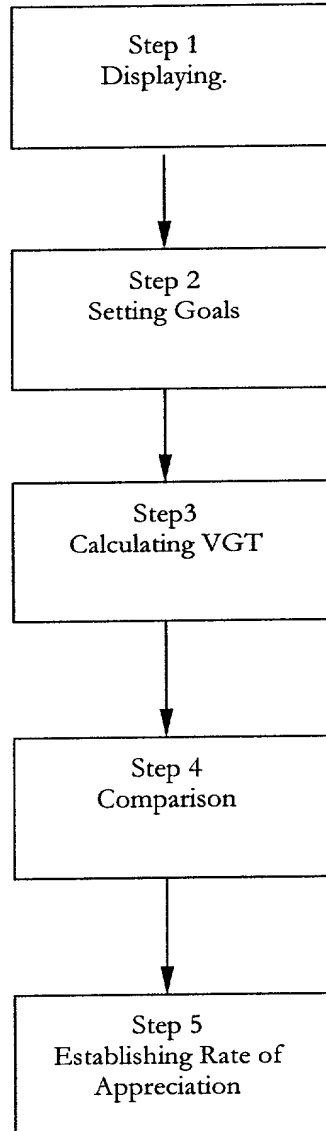 Step 1
Displaying.
Step 2
Setting Goals
Step3
Calculating VGT
Step 4
Comparison
Step 5
Establishing Rate of
Appreciation